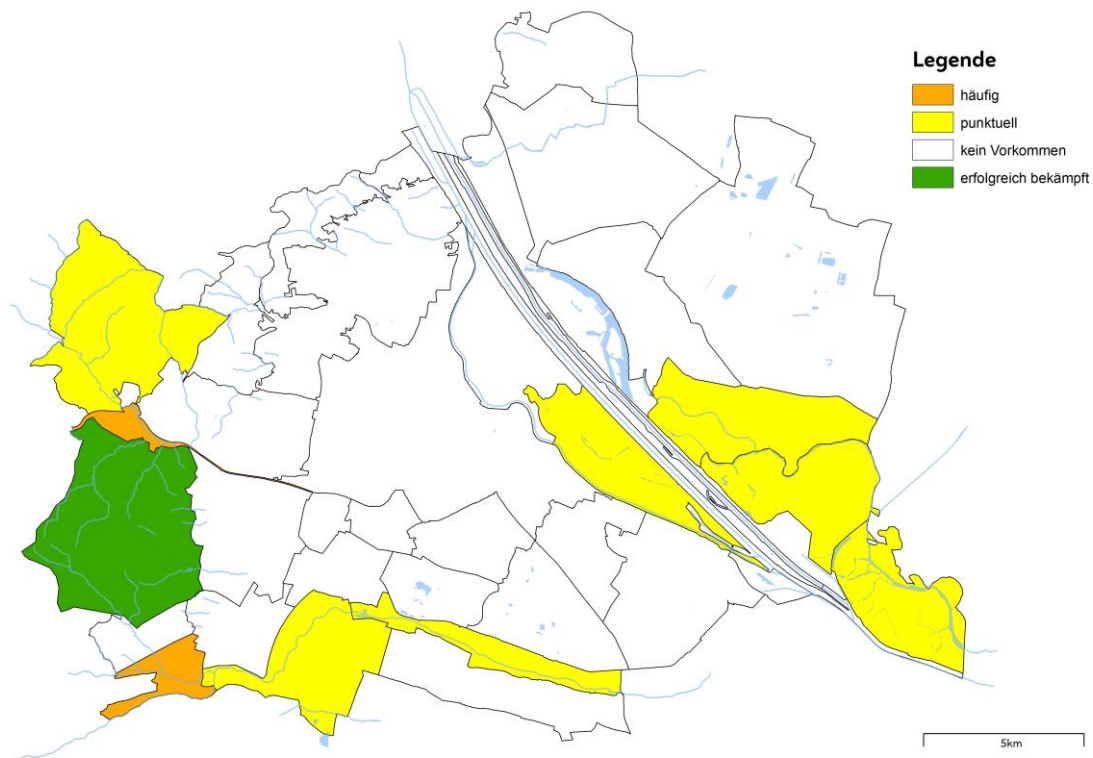 Legende
häufig
punktuell
kein Vorkommen
erfolgreich bekämpft
5km